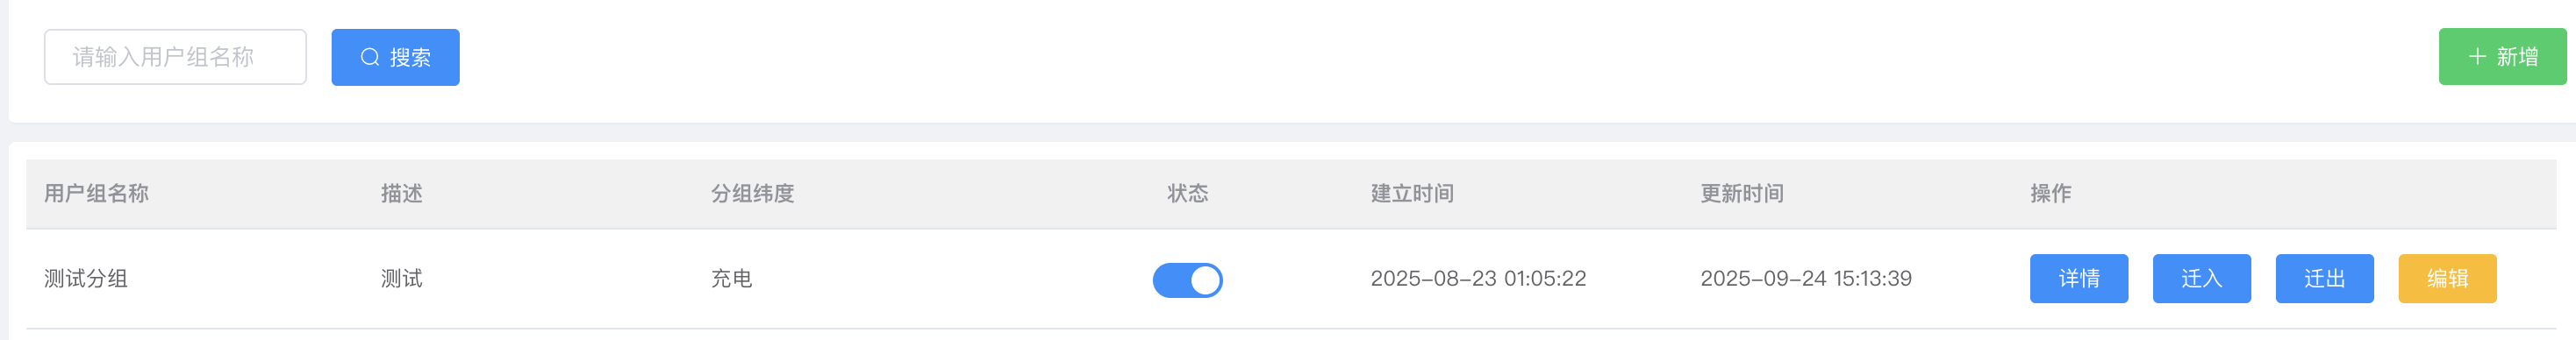 请输入用户组名称 搜索 新增
用户组名称 描述 分组纬度 状态 建立时间 更新时间 操作
测试分组 测试 充电 2025-08-23 01:05:22 2025-09-24 15:13:39 详情 迁入 迁出 编辑